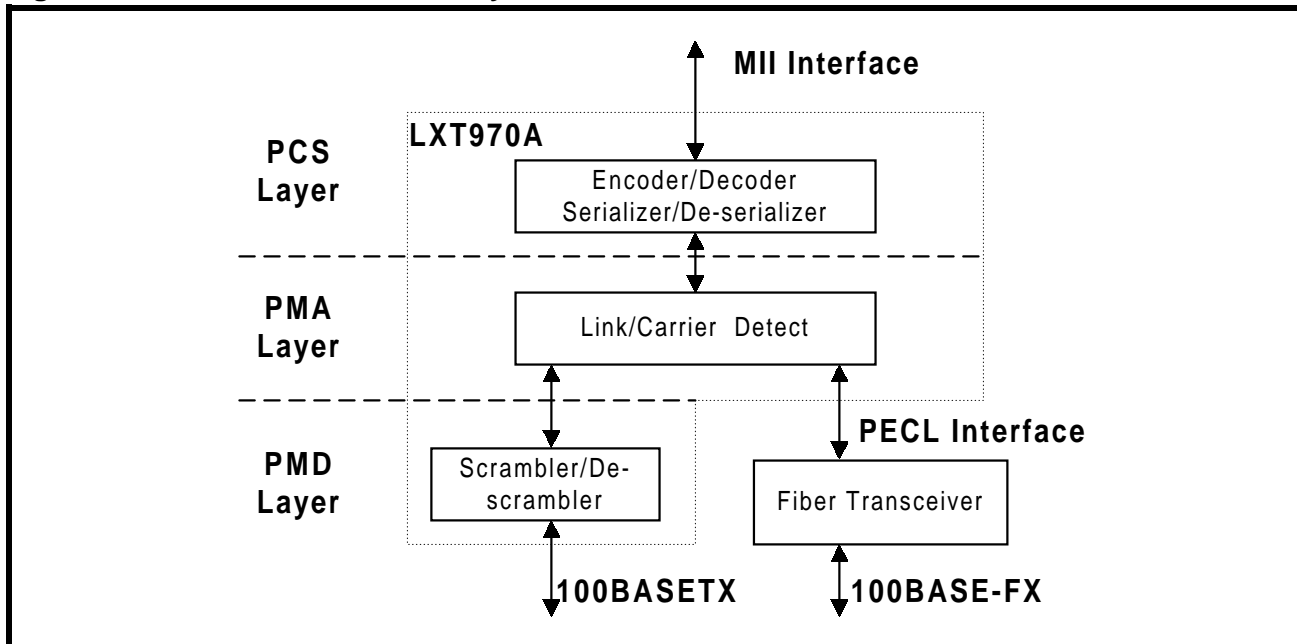 MII Interface
LXT970A
PCS
Layer
Encoder/Decoder
Serializer/De-serializer
PMA
Layer
Link/Carrier Detect
PECL Interface
PMD
Layer
Scrambler/De-
scrambler
Fiber Transceiver
100BASETX
100BASE-FX